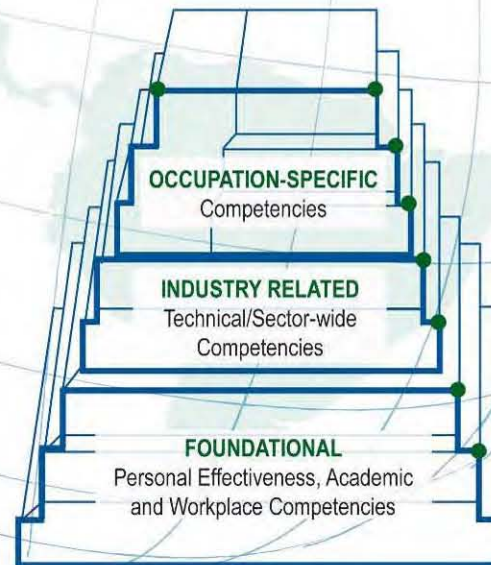 OCCUPATION-SPECIFIC
Competencies
INDUSTRY RELATED
Technical/Sector-wide
Competencies
FOUNDATIONAL
Personal Effectiveness, Academic
and Workplace Competencies